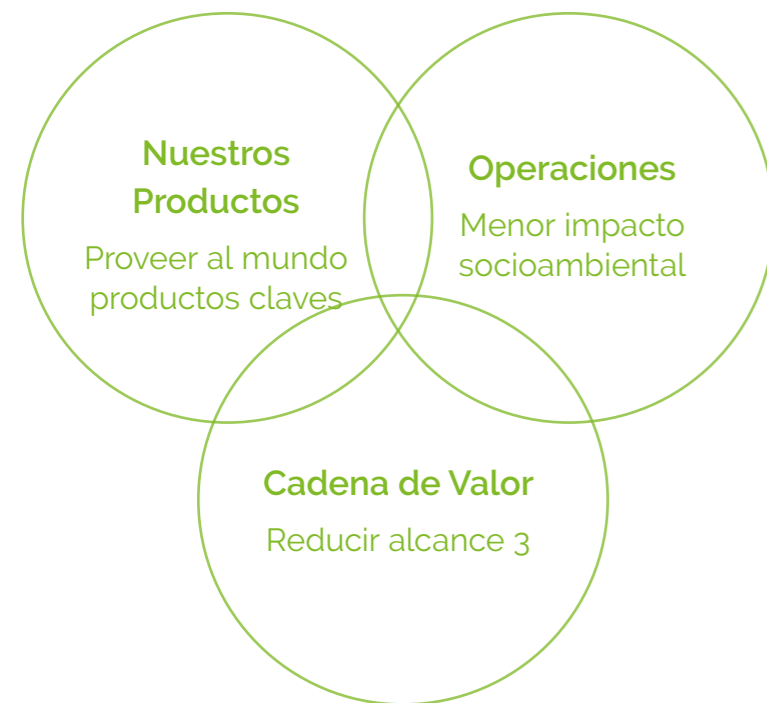 Nuestros
Productos
Proveer al mundo
productos claves
Operaciones
Menor impacto
socioambiental
Cadena de Valor
Reducir alcance 3